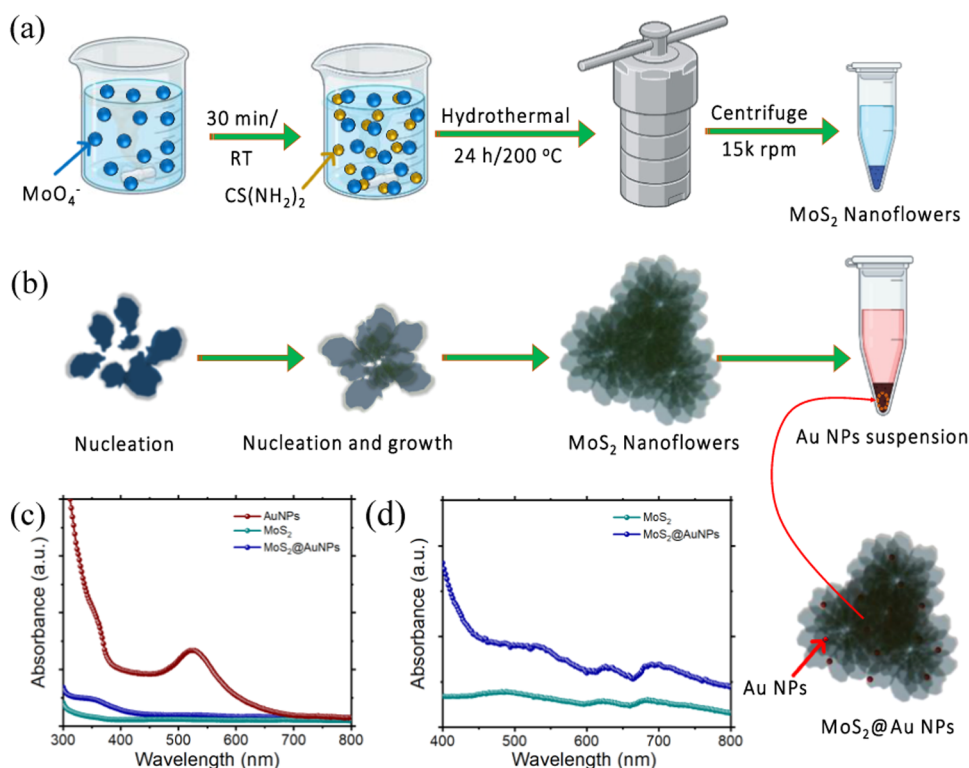 (a)
MoO₄⁻
30 min/
RT
CS(NH₂)₂
Hydrothermal
24 h/200 ºC
Centrifuge
15k rpm
MoS₂ Nanoflowers
(b)
Nucleation
Nucleation and growth
MoS₂ Nanoflowers
Au NPs suspension
(c)
AuNPs
MoS₂
MoS₂@AuNPs
Absorbance (a.u.)
300 400 500 600 700 800
Wavelength (nm)
(d)
MoS₂
MoS₂@AuNPs
Absorbance (a.u.)
400 500 600 700 800
Wavelength (nm)
Au NPs
MoS₂@Au NPs